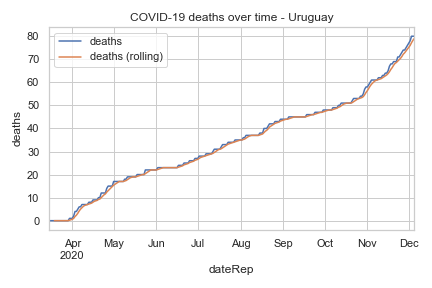 COVID-19 deaths over time - Uruguay
deaths
deaths (rolling)
80
70
60
50
40
30
20
10
0
deaths
Apr May Jun Jul Aug Sep Oct Nov Dec
2020
dateRep